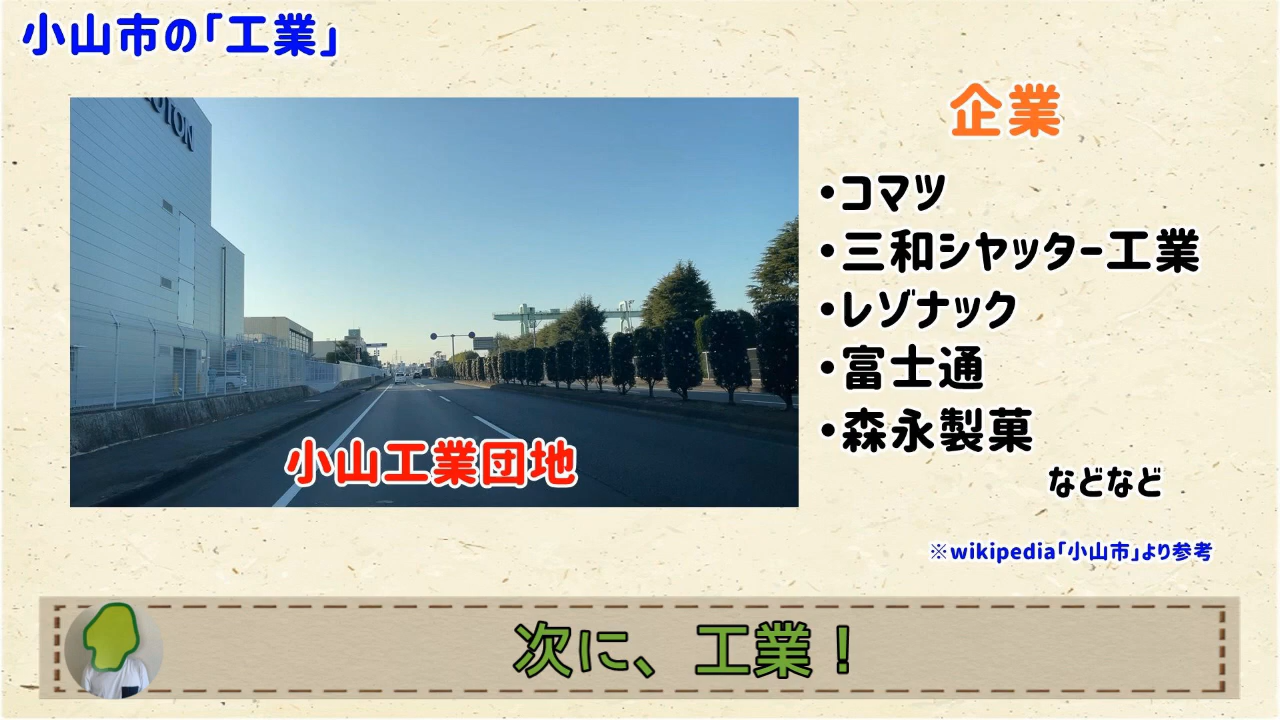 小山市の「工業」
企業
・コマツ
・三和シヤッター工業
・レゾナック
・富士通
・森永製菓
などなど
小山工業団地
※wikipedia「小山市」より参考
次に、工業！